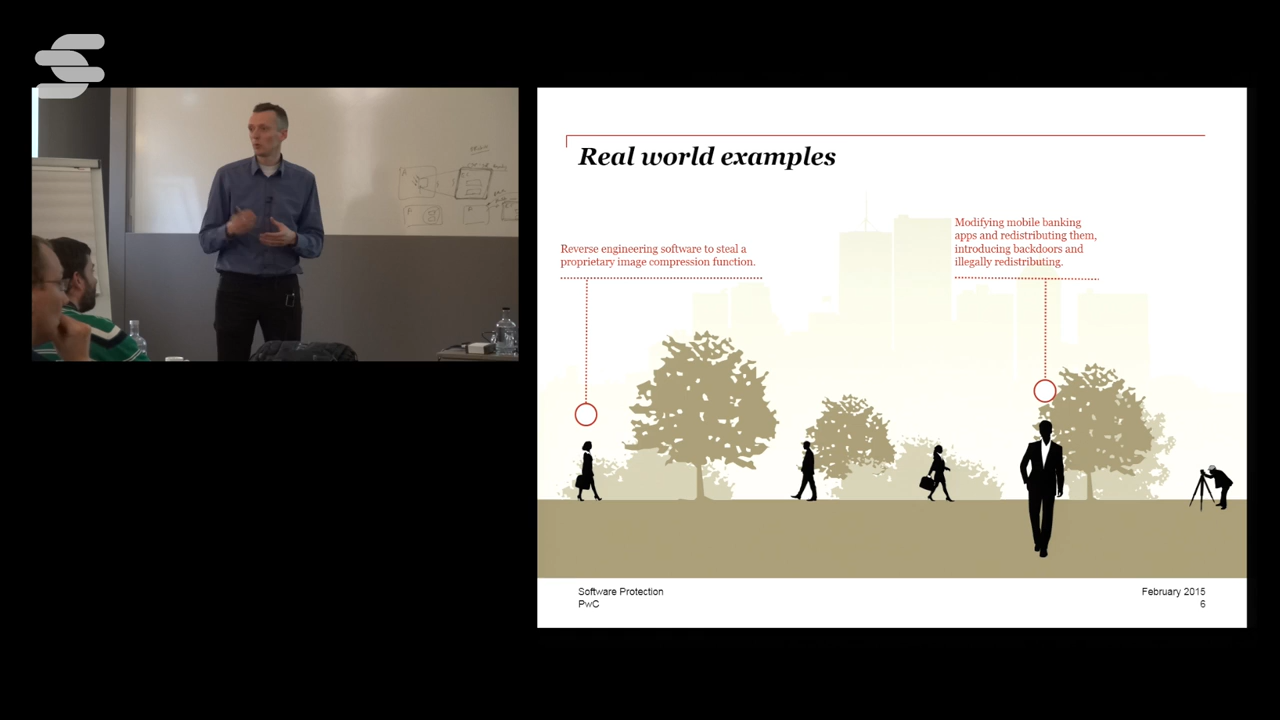 Real world examples
Reverse engineering software to steal a
proprietary image compression function.
Modifying mobile banking
apps and redistributing them,
introducing backdoors and
illegally redistributing.
Software Protection
PwC
February 2015
6